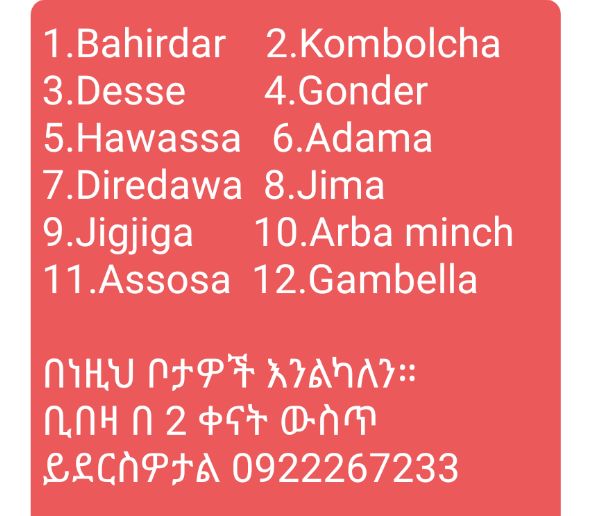 1.Bahirdar 2.Kombolcha
3.Desse 4.Gonder
5.Hawassa 6.Adama
7.Diredawa 8.Jima
9.Jigjiga 10.Arba minch
11.Assosa 12.Gambella
በነዚህ ቦታዎች እንልካለን።
ቢበዛ በ 2 ቀናት ውስጥ
ይደርስዎታል 0922267233